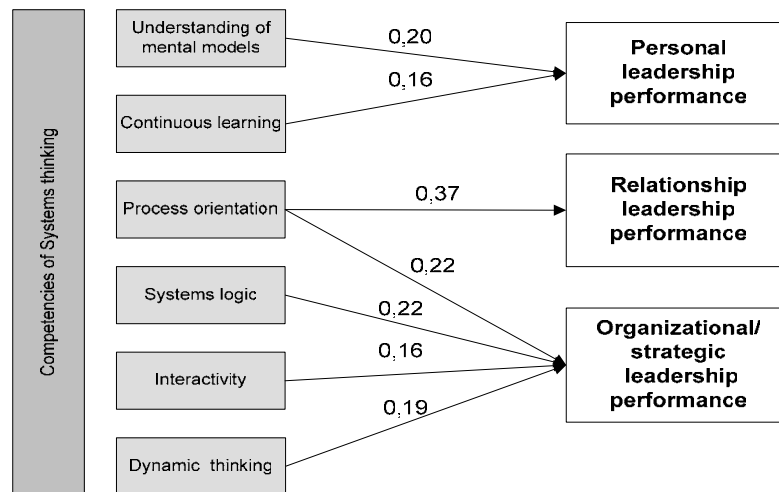 Competencies of Systems thinking
Understanding of
mental models
Continuous learning
Process orientation
Systems logic
Interactivity
Dynamic thinking
0,20
0,16
0,37
0,22
0,22
0,16
0,19
Personal
leadership
performance
Relationship
leadership
performance
Organizational/
strategic
leadership
performance